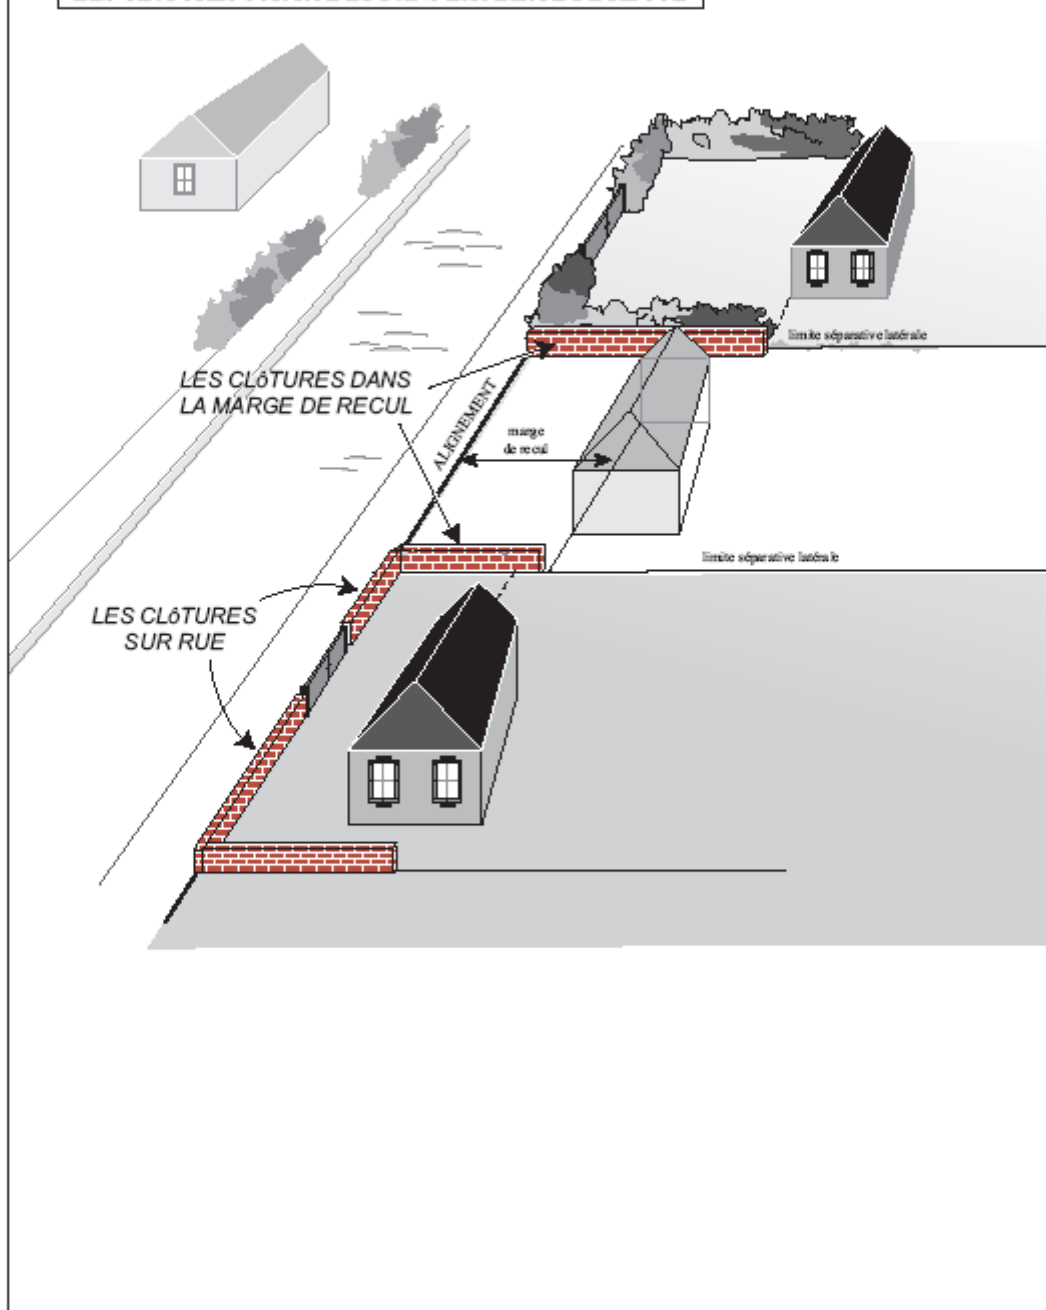 limite séparative latérale
LES CLôTURES DANS
LA MARGE DE RECUL
ALIGNEMENT
marge
de recul
limite séparative latérale
LES CLôTURES
SUR RUE